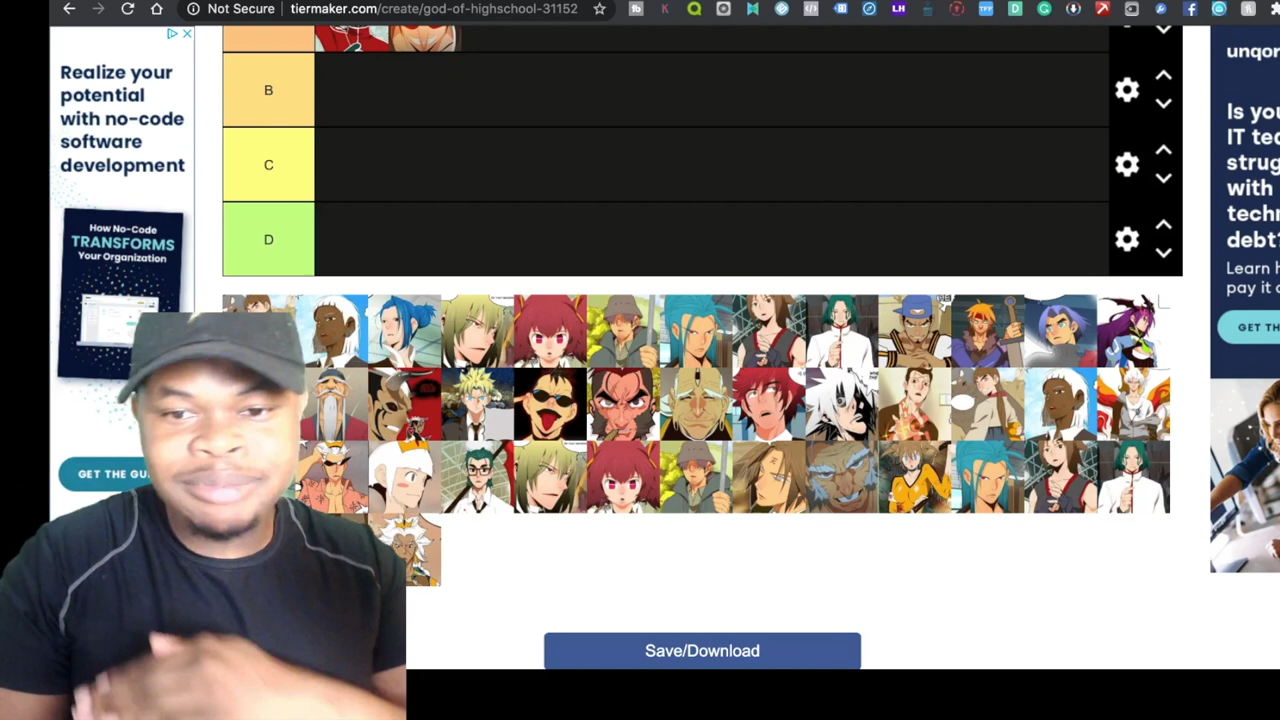 Not Secure | tiermaker.com/create/god-of-highschool-31152
Realize your
potential
with no-code
software
development
How No-Code
TRANSFORMS
Your Organization
GET THE GU
B
C
D
unqor
Is you
IT tea
strug
with
techr
debt?
Learn h
pay it o
GET TH
Save/Download